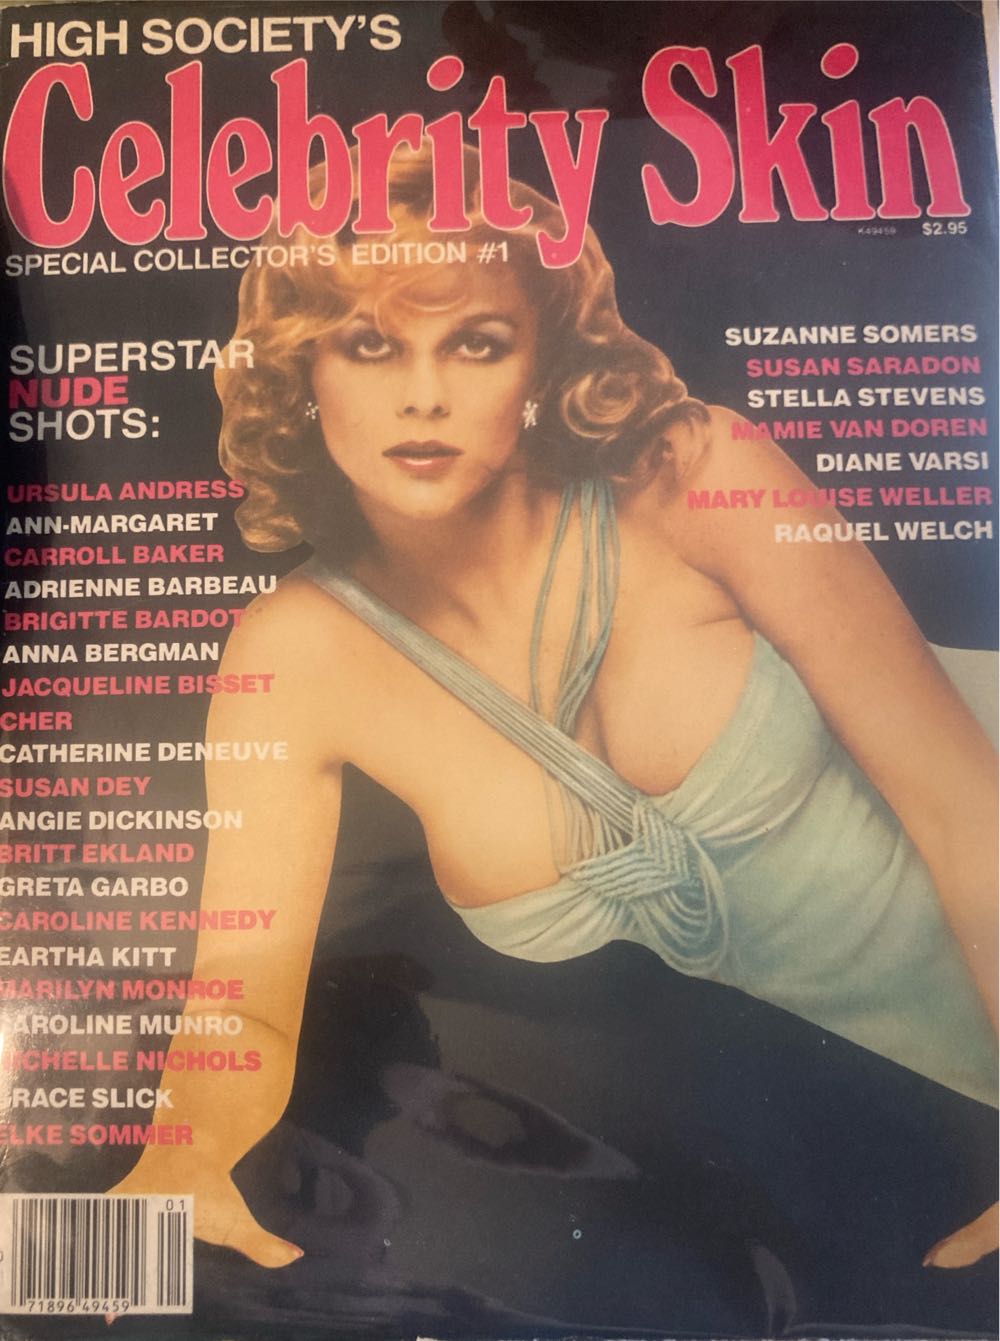 HIGH SOCIETY'S
Celebrity Skin
K49459 $2.95
SPECIAL COLLECTOR'S EDITION #1
SUPERSTAR
NUDE
SHOTS:
URSULA ANDRESS
ANN-MARGARET
CARROLL BAKER
ADRIENNE BARBEAU
BRIGITTE BARDOT
ANNA BERGMAN
JACQUELINE BISSET
CHER
CATHERINE DENEUVE
SUSAN DEY
ANGIE DICKINSON
BRITT EKLAND
GRETA GARBO
CAROLINE KENNEDY
EARTHA KITT
MARILYN MONROE
CAROLINE MUNRO
NICHELLE NICHOLS
GRACE SLICK
ELKE SOMMER
SUZANNE SOMERS
SUSAN SARADON
STELLA STEVENS
MAMIE VAN DOREN
DIANE VARSI
MARY LOUISE WELLER
RAQUEL WELCH
01
71896 49459